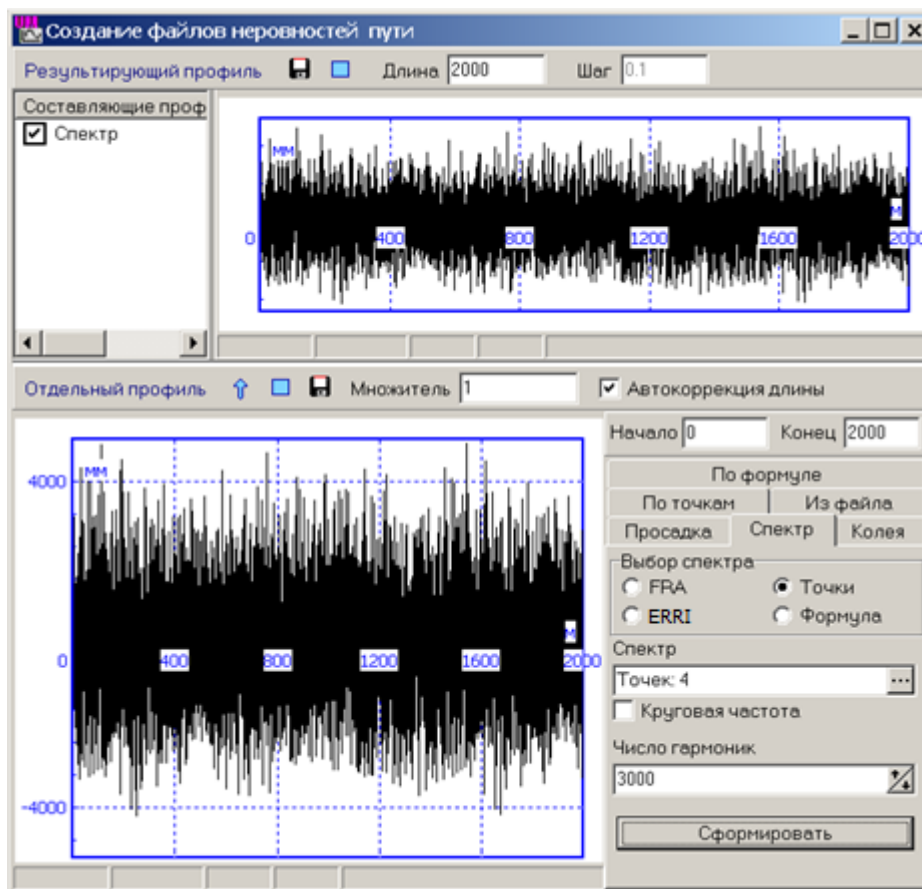 Создание файлов неровностей пути
Результирующий профиль Длина 2000 Шаг 0.1
Составляющие проф
Спектр
мм
м
0 400 800 1200 1600 2000
Отдельный профиль Множитель 1 Автокоррекция длины
Начало 0 Конец 2000
По формуле
По точкам Из файла
Просадка Спектр Колея
Выбор спектра
FRA Точки
ERRI Формула
Спектр
Точек: 4 ...
Круговая частота
Число гармоник
3000
Сформировать
4000 мм
м
0 400 800 1200 1600 2000
-4000